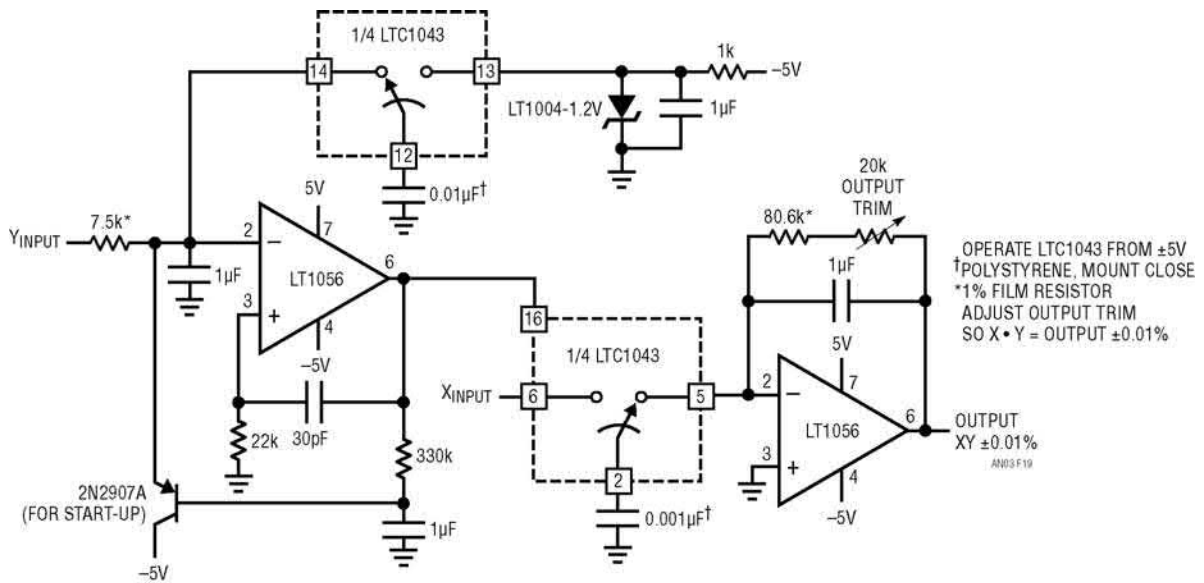 1/4 LTC1043
14
13
12
1k
–5V
LT1004-1.2V
1µF
0.01µF†
5V
7.5k*
YINPUT
2
–
7
6
LT1056
1µF
3
+
4
–5V
30pF
22k
330k
2N2907A
(FOR START-UP)
–5V
1µF
16
1/4 LTC1043
XINPUT
6
5
2
0.001µF†
20k
OUTPUT
TRIM
80.6k*
1µF
5V
2
–
7
6
LT1056
3
+
4
–5V
OUTPUT
XY ±0.01%
AN03 F19
OPERATE LTC1043 FROM ±5V
†POLYSTYRENE, MOUNT CLOSE
*1% FILM RESISTOR
ADJUST OUTPUT TRIM
SO X • Y = OUTPUT ±0.01%